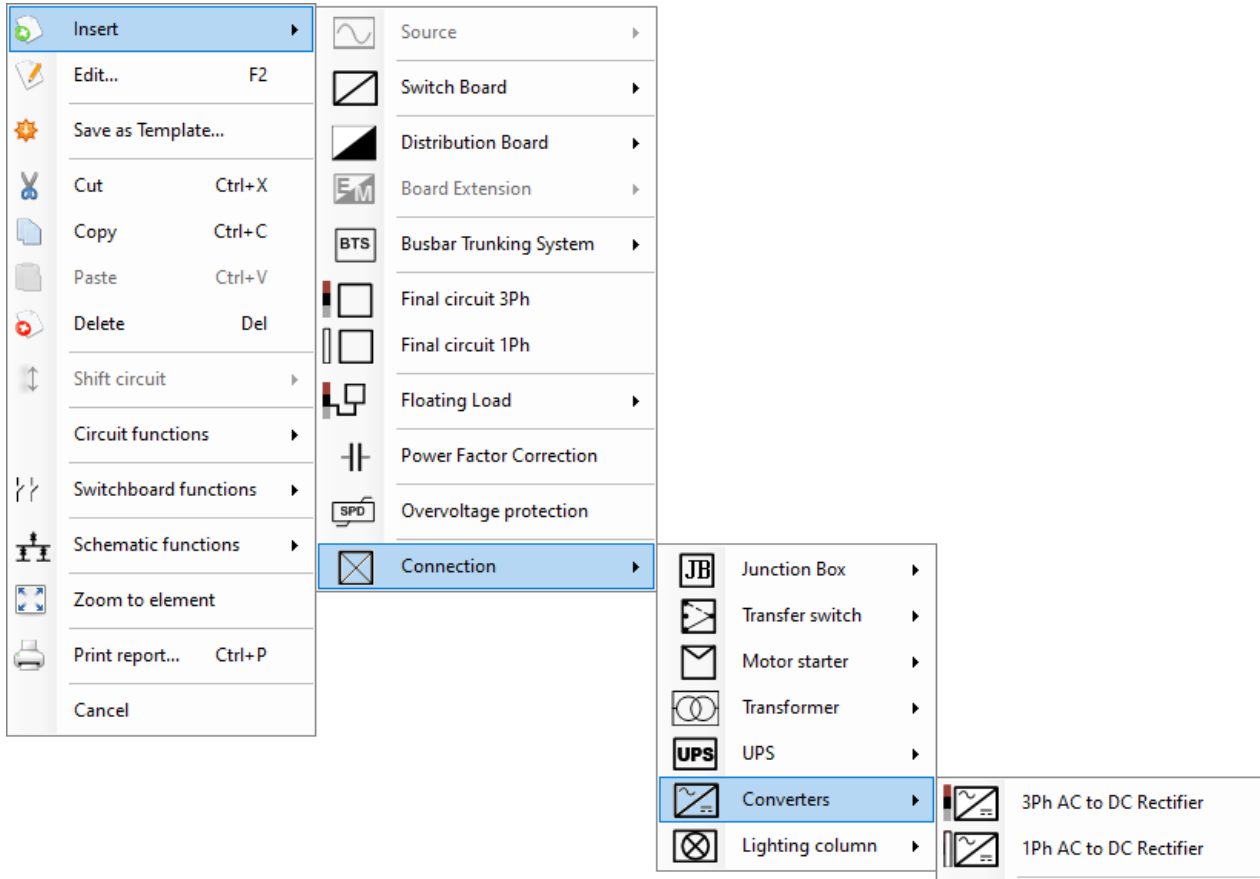 Insert
Edit... F2
Save as Template...
Cut Ctrl+X
Copy Ctrl+C
Paste Ctrl+V
Delete Del
Shift circuit
Circuit functions
Switchboard functions
Schematic functions
Zoom to element
Print report... Ctrl+P
Cancel
Source
Switch Board
Distribution Board
EM Board Extension
BTS Busbar Trunking System
Final circuit 3Ph
Final circuit 1Ph
Floating Load
Power Factor Correction
SPD Overvoltage protection
Connection
JB Junction Box
Transfer switch
Motor starter
Transformer
UPS UPS
Converters
Lighting column
3Ph AC to DC Rectifier
1Ph AC to DC Rectifier